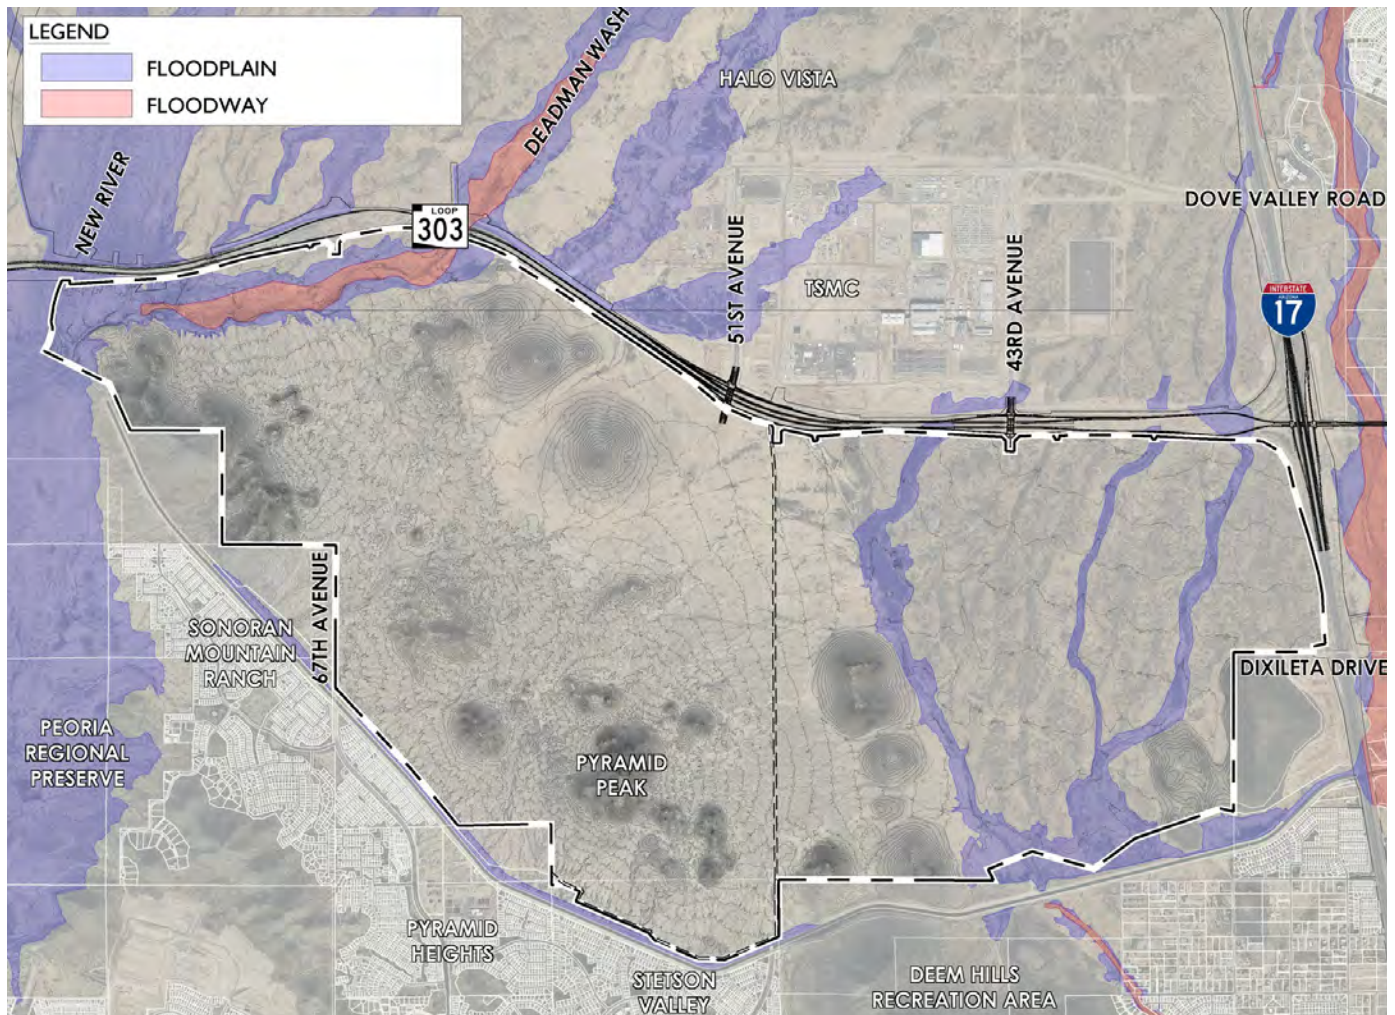 LEGEND
FLOODPLAIN
FLOODWAY
DEADMAN WASH
HALO VISTA
NEW RIVER
LOOP
303
51ST AVENUE
TSMC
43RD AVENUE
DOVE VALLEY ROAD
INTERSTATE
ARIZONA
17
67TH AVENUE
SONORAN
MOUNTAIN
RANCH
DIXILETA DRIVE
PEORIA
REGIONAL
PRESERVE
PYRAMID
PEAK
PYRAMID
HEIGHTS
STETSON
VALLEY
DEEM HILLS
RECREATION AREA